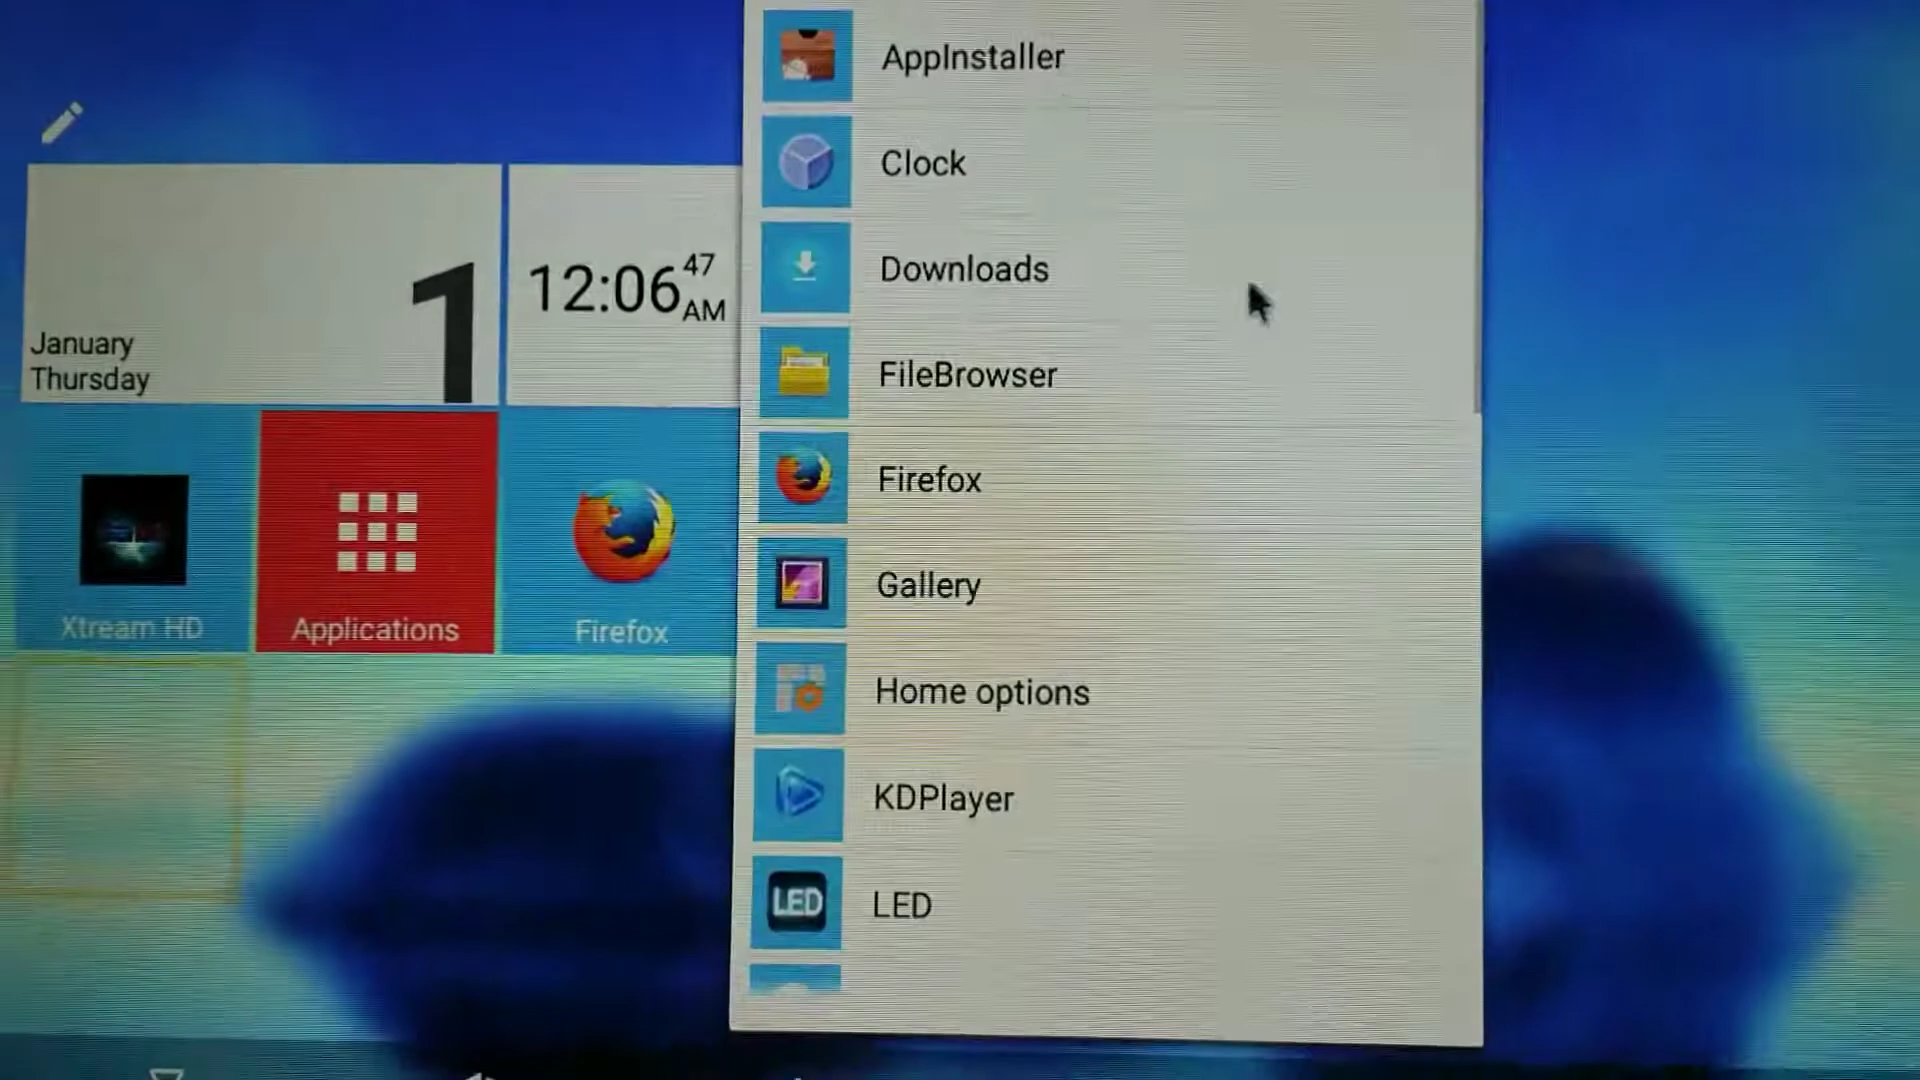 January
Thursday
1
12:06
47
AM
Xtream HD
Applications
Firefox
AppInstaller
Clock
Downloads
FileBrowser
Firefox
Gallery
Home options
KDPlayer
LED
LED